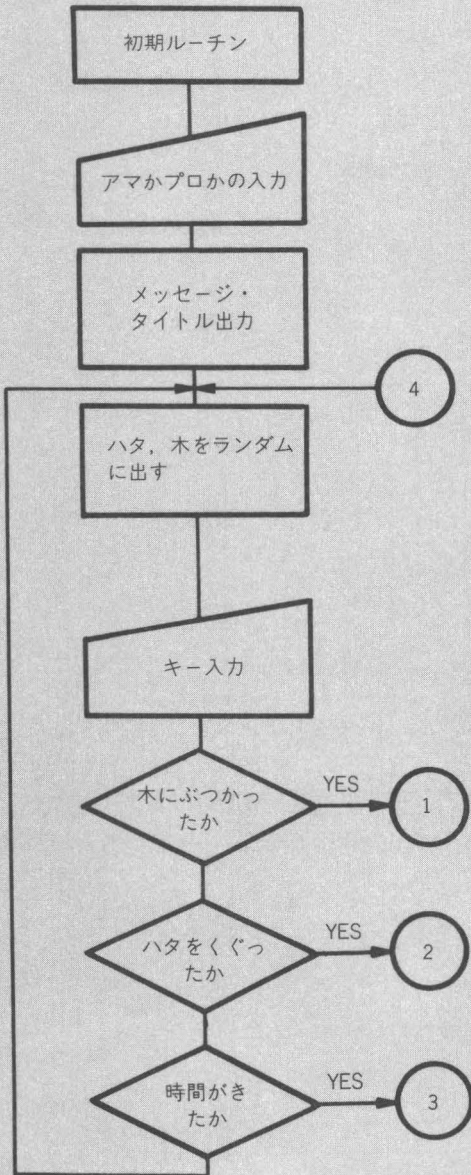 初期ルーチン
アマかプロかの入力
メッセージ・
タイトル出力
4
ハタ，木をランダム
に出す
キー入力
木にぶつかっ
たか
YES
1
ハタをくぐっ
たか
YES
2
時間がき
たか
YES
3